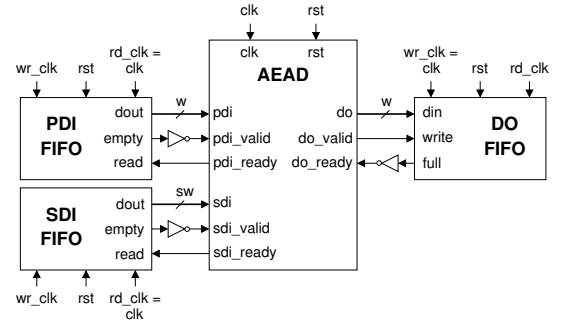 clk rst
wr_clk rst rd_clk = clk
wr_clk = clk rst rd_clk
clk rst
AEAD
PDI FIFO
dout w pdi
empty pdi_valid
read pdi_ready
do w din
do_valid write
do_ready full
DO FIFO
SDI FIFO
dout sw sdi
empty sdi_valid
read sdi_ready
wr_clk rst rd_clk = clk